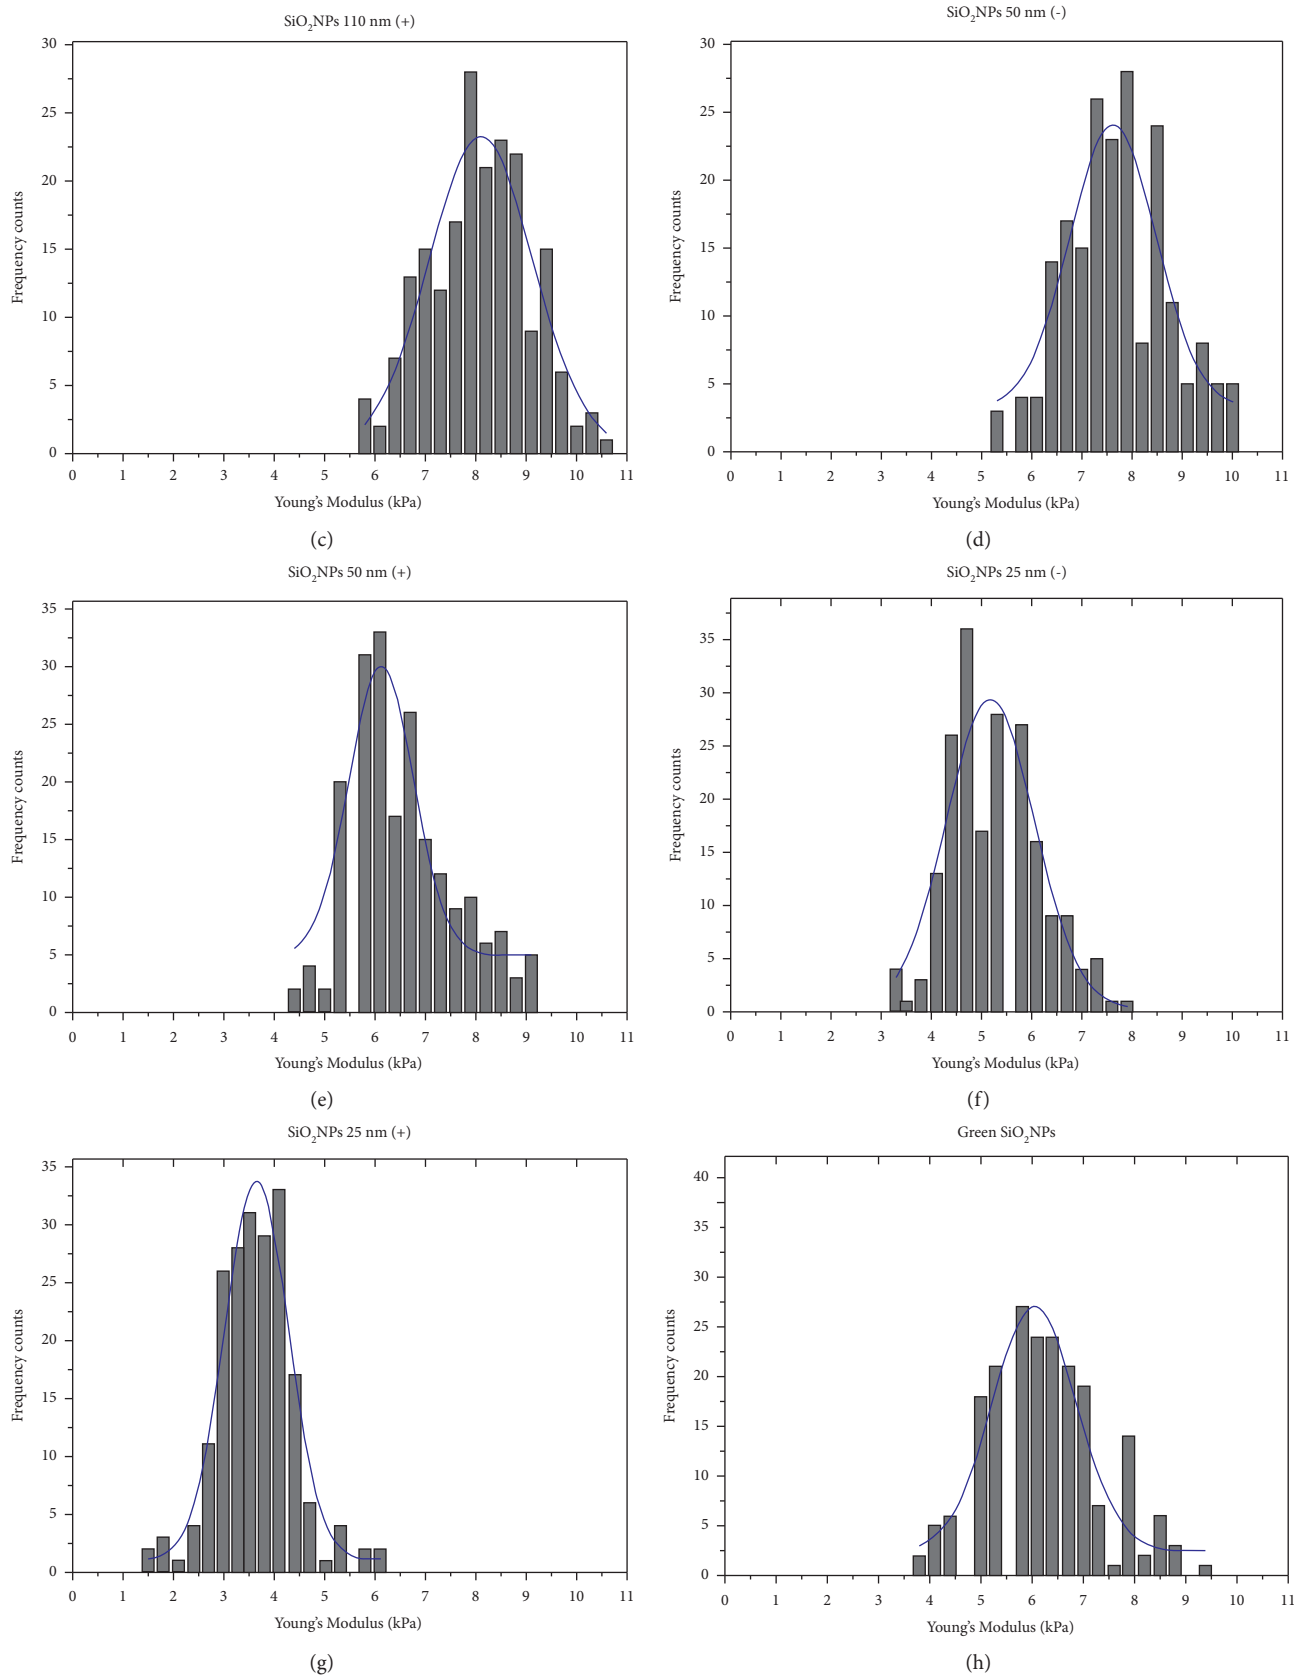 SiO₂NPs 110 nm (+)
30
25
20
15
10
5
0
Frequency counts
0 1 2 3 4 5 6 7 8 9 10 11
Young's Modulus (kPa)
(c)
SiO₂NPs 50 nm (-)
30
25
20
15
10
5
0
Frequency counts
0 1 2 3 4 5 6 7 8 9 10 11
Young's Modulus (kPa)
(d)
SiO₂NPs 50 nm (+)
35
30
25
20
15
10
5
0
Frequency counts
0 1 2 3 4 5 6 7 8 9 10 11
Young's Modulus (kPa)
(e)
SiO₂NPs 25 nm (-)
35
30
25
20
15
10
5
0
Frequency counts
0 1 2 3 4 5 6 7 8 9 10 11
Young's Modulus (kPa)
(f)
SiO₂NPs 25 nm (+)
35
30
25
20
15
10
5
0
Frequency counts
0 1 2 3 4 5 6 7 8 9 10 11
Young's Modulus (kPa)
(g)
Green SiO₂NPs
40
35
30
25
20
15
10
5
0
Frequency counts
0 1 2 3 4 5 6 7 8 9 10 11
Young's Modulus (kPa)
(h)